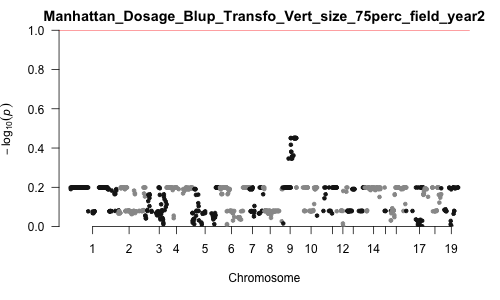 Manhattan_Dosage_Blup_Transfo_Vert_size_75perc_field_year2
1.0
0.8
0.6
0.4
0.2
0.0
− log₁₀(p)
1 2 3 4 5 6 7 8 9 10 12 14 17 19
Chromosome